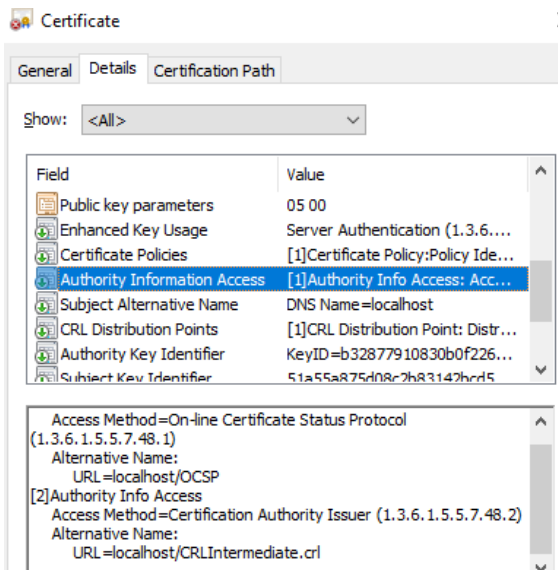 Certificate
General Details Certification Path
Show: <All>
Field Value
Public key parameters 05 00
Enhanced Key Usage Server Authentication (1.3.6....
Certificate Policies [1]Certificate Policy:Policy Ide...
Authority Information Access [1]Authority Info Access: Acc...
Subject Alternative Name DNS Name=localhost
CRL Distribution Points [1]CRL Distribution Point: Distr...
Authority Key Identifier KeyID=b32877910830b0f226...
Subject Key Identifier 51a55a875d08c2b83142bcd5
Access Method=On-line Certificate Status Protocol
(1.3.6.1.5.5.7.48.1)
Alternative Name:
URL=localhost/OCSP
[2]Authority Info Access
Access Method=Certification Authority Issuer (1.3.6.1.5.5.7.48.2)
Alternative Name:
URL=localhost/CRLIntermediate.crl